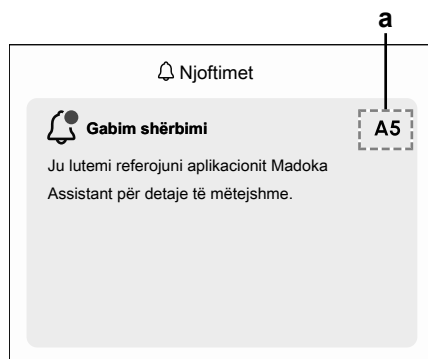 a
Njoftimet
Gabim shërbimi A5
Ju lutemi referojuni aplikacionit Madoka
Assistant për detaje të mëtejshme.